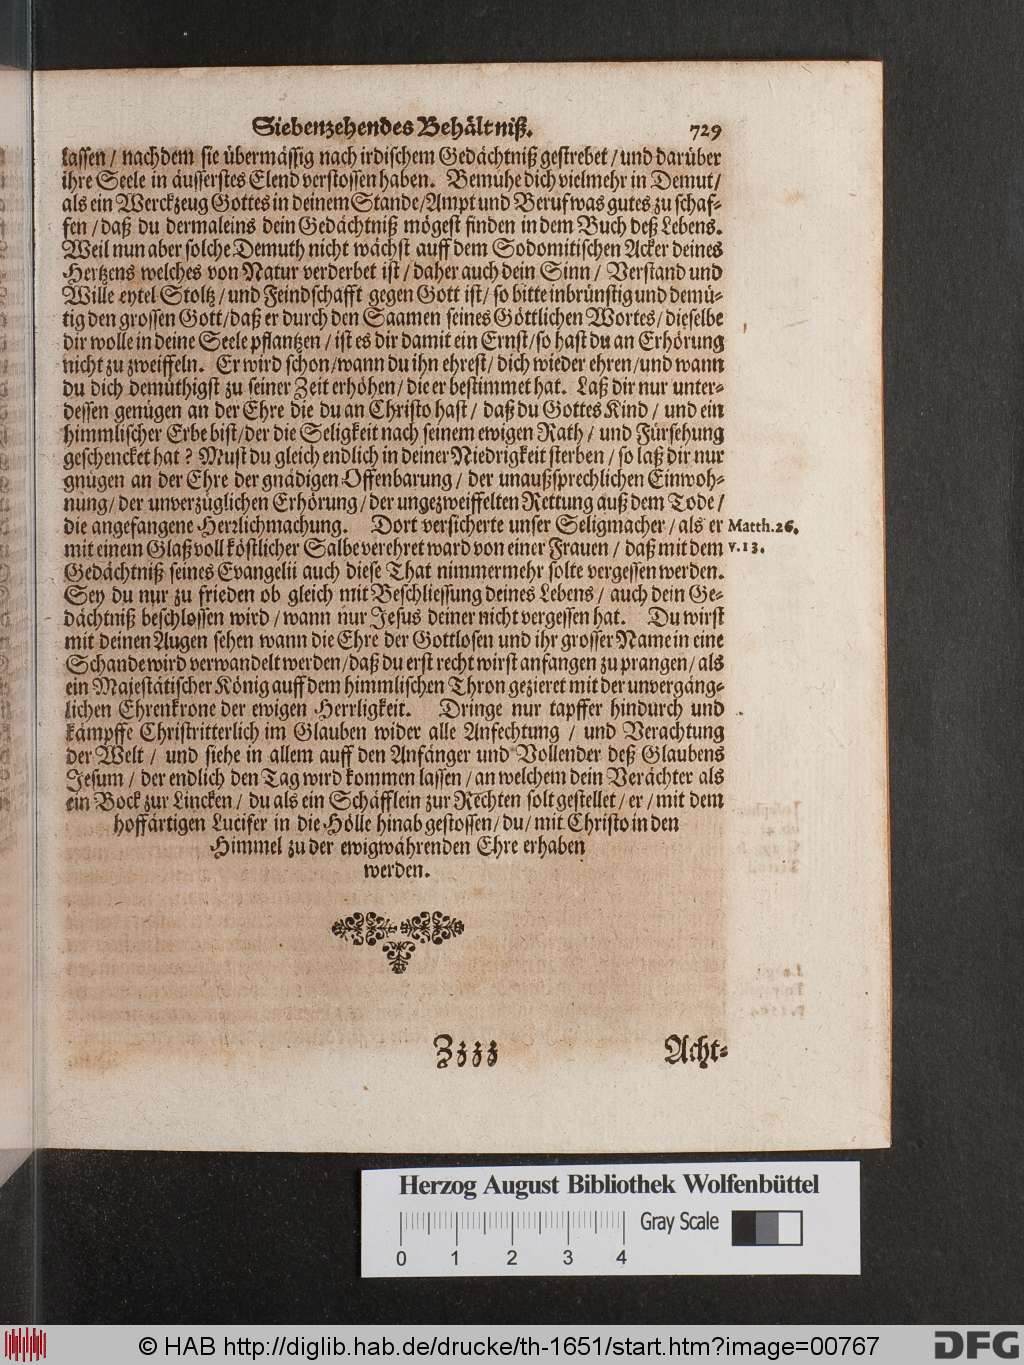 Siebenzehendes Behältniß. 729
lassen / nachdem sie übermässig nach irdischem Gedächtniß gestrebet / und darüber
ihre Seele in äusserstes Elend verstossen haben. Bemühe dich vielmehr in Demut /
als ein Werckzeug Gottes in deinem Stande / Ampt und Beruf was gutes zu schaf-
fen / daß du dermaleins dein Gedächtniß mögest finden in dem Buch deß Lebens.
Weil nun aber solche Demuth nicht wächst auff dem Sodomitischen Acker deines
Hertzens welches von Natur verderbet ist / daher auch dein Sinn / Verstand und
Wille eytel Stoltz / und Feindschafft gegen Gott ist / so bitte inbrünstig und demü-
tig den grossen Gott / daß er durch den Saamen seines Göttlichen Wortes / dieselbe
dir wolle in deine Seele pflantzen / ist es dir damit ein Ernst / so hast du an Erhörung
nicht zu zweiffeln. Er wird schon / wann du ihn ehrest / dich wieder ehren / und wann
du dich demüthigst zu seiner Zeit erhöhen / die er bestimmet hat. Laß dir nur unter-
dessen genügen an der Ehre die du an Christo hast / daß du Gottes Kind / und ein
himmlischer Erbe bist / der die Seligkeit nach seinem ewigen Rath / und Fürsehung
geschencket hat ? Must du gleich endlich in deiner Niedrigkeit sterben / so laß dir nur
gnügen an der Ehre der gnädigen Offenbarung / der unaußsprechlichen Einwoh-
nung / der unverzüglichen Erhörung / der ungezweiffelten Rettung auß dem Tode /
die angefangene Herrlichmachung. Dort versicherte unser Seligmacher / als er Matth. 26.
mit einem Glaß voll köstlicher Salbe verehret ward von einer Frauen / daß mit dem v. 13.
Gedächtniß seines Evangelii auch diese That nimmermehr solte vergessen werden.
Sey du nur zu frieden ob gleich mit Beschliessung deines Lebens / auch dein Ge-
dächtniß beschlossen wird / wann nur Jesus deiner nicht vergessen hat. Du wirst
mit deinen Augen sehen wann die Ehre der Gottlosen und ihr grosser Name in eine
Schande wird verwandelt werden / daß du erst recht wirst anfangen zu prangen / als
ein Majestätischer König auff dem himmlischen Thron gezieret mit der unvergäng-
lichen Ehrenkrone der ewigen Herrligkeit. Dringe nur tapffer hindurch und
kämpffe Christritterlich im Glauben wider alle Anfechtung / und Verachtung
der Welt / und siehe in allem auff den Anfänger und Vollender deß Glaubens
Jesum / der endlich den Tag wird kommen lassen / an welchem dein Verächter als
ein Bock zur Lincken / du als ein Schäfflein zur Rechten solt gestellet / er / mit dem
hoffärtigen Lucifer in die Hölle hinab gestossen / du / mit Christo in den
Himmel zu der ewigwährenden Ehre erhaben
werden.
Zzzz Acht-
Herzog August Bibliothek Wolfenbüttel
Gray Scale
0 1 2 3 4
© HAB http://diglib.hab.de/drucke/th-1651/start.htm?image=00767 DFG